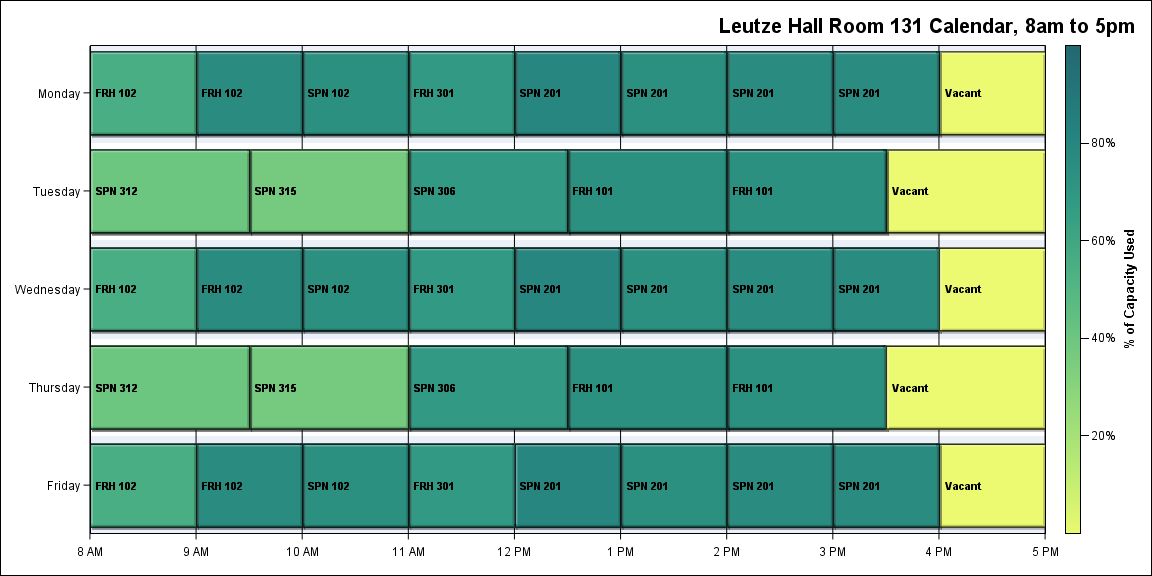 Leutze Hall Room 131 Calendar, 8am to 5pm
Monday FRH 102 FRH 102 SPN 102 FRH 301 SPN 201 SPN 201 SPN 201 SPN 201 Vacant
80%
Tuesday SPN 312 SPN 315 SPN 306 FRH 101 FRH 101 Vacant
60%
Wednesday FRH 102 FRH 102 SPN 102 FRH 301 SPN 201 SPN 201 SPN 201 SPN 201 Vacant
% of Capacity Used
40%
Thursday SPN 312 SPN 315 SPN 306 FRH 101 FRH 101 Vacant
20%
Friday FRH 102 FRH 102 SPN 102 FRH 301 SPN 201 SPN 201 SPN 201 SPN 201 Vacant
8 AM 9 AM 10 AM 11 AM 12 PM 1 PM 2 PM 3 PM 4 PM 5 PM